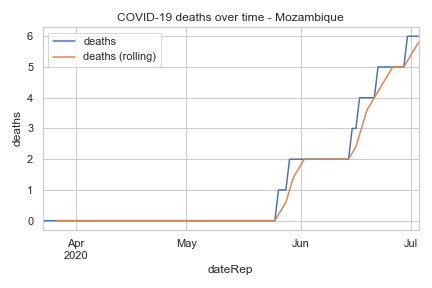 COVID-19 deaths over time - Mozambique
deaths
deaths (rolling)
6
5
4
3
2
1
0
deaths
Apr
2020
May
Jun
Jul
dateRep